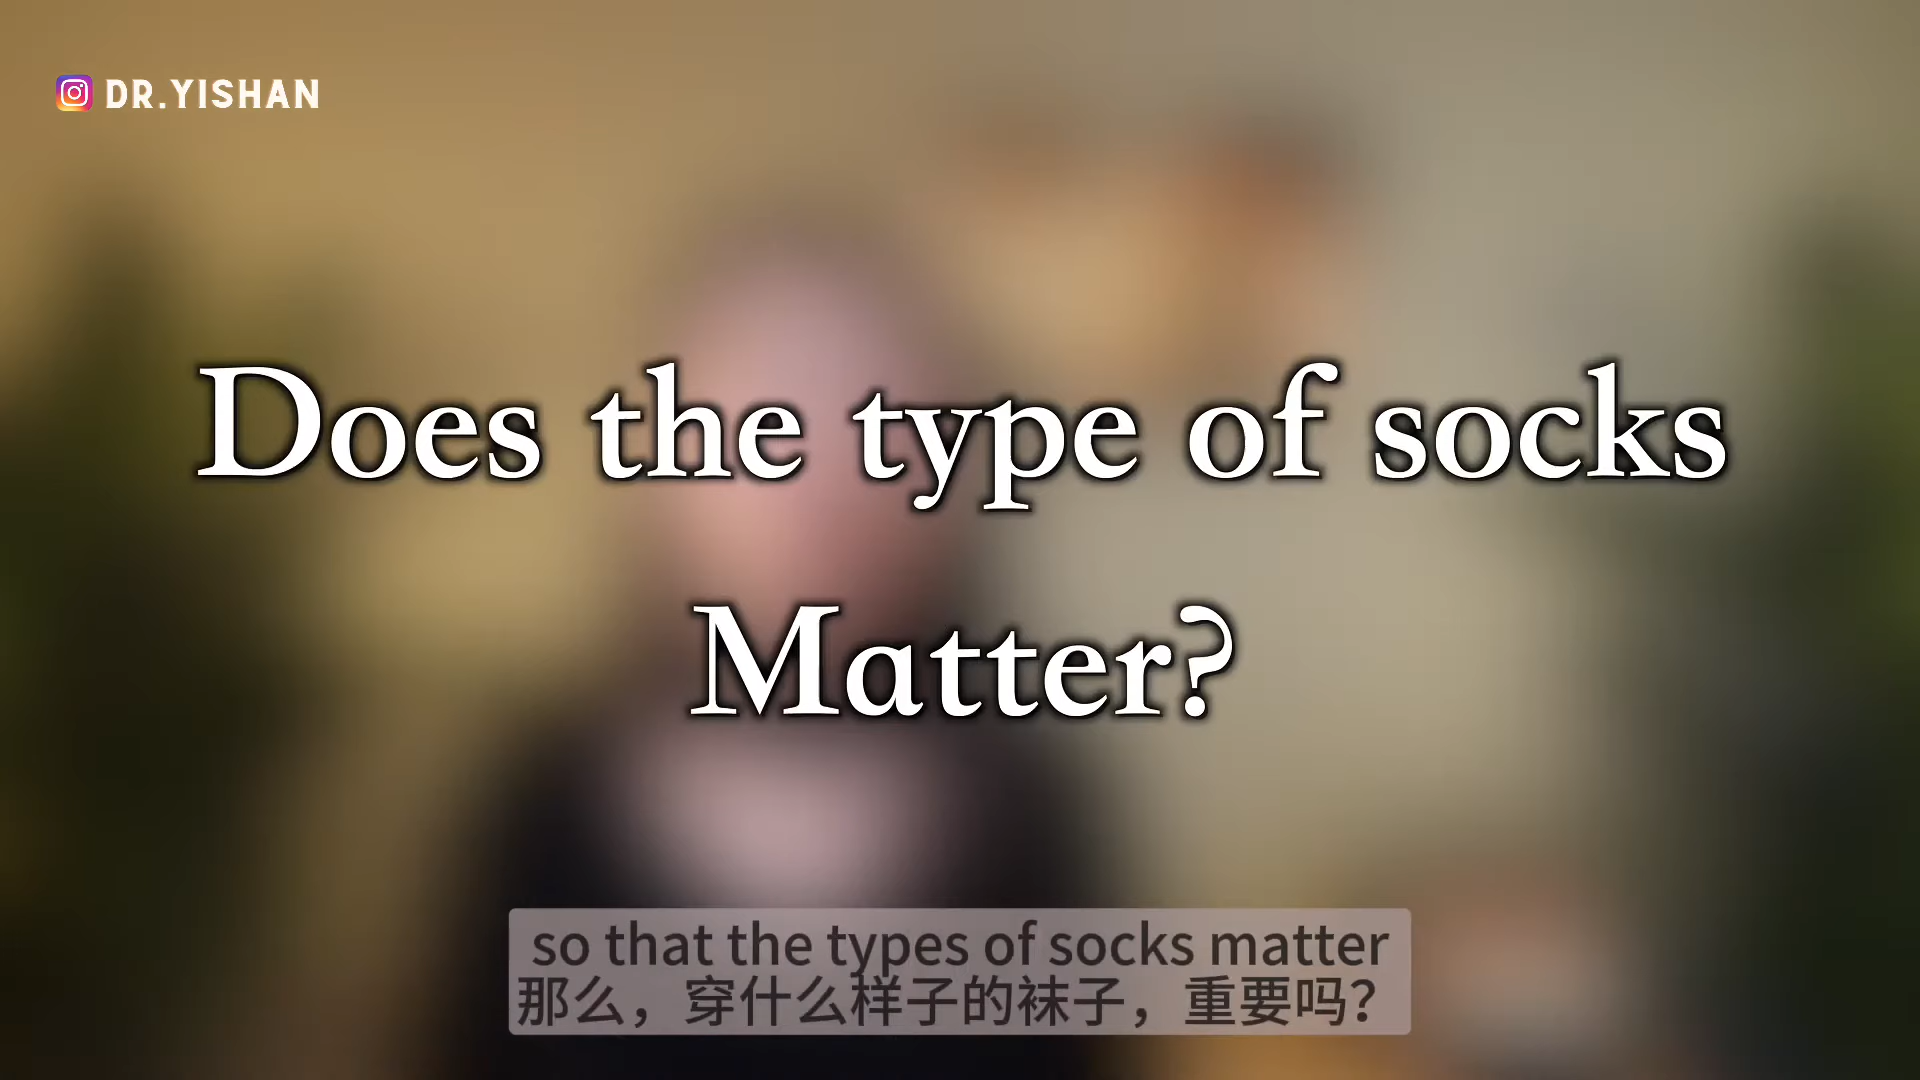 DR.YISHAN
Does the type of socks
Matter?
so that the types of socks matter
那么，穿什么样子的袜子，重要吗？